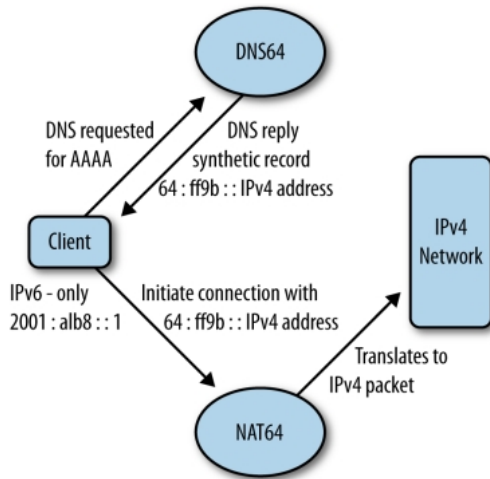 DNS64
DNS requested
for AAAA
DNS reply
synthetic record
64 : ff9b : : IPv4 address
Client
IPv6 - only
2001 : alb8 : : 1
Initiate connection with
64 : ff9b : : IPv4 address
IPv4
Network
Translates to
IPv4 packet
NAT64